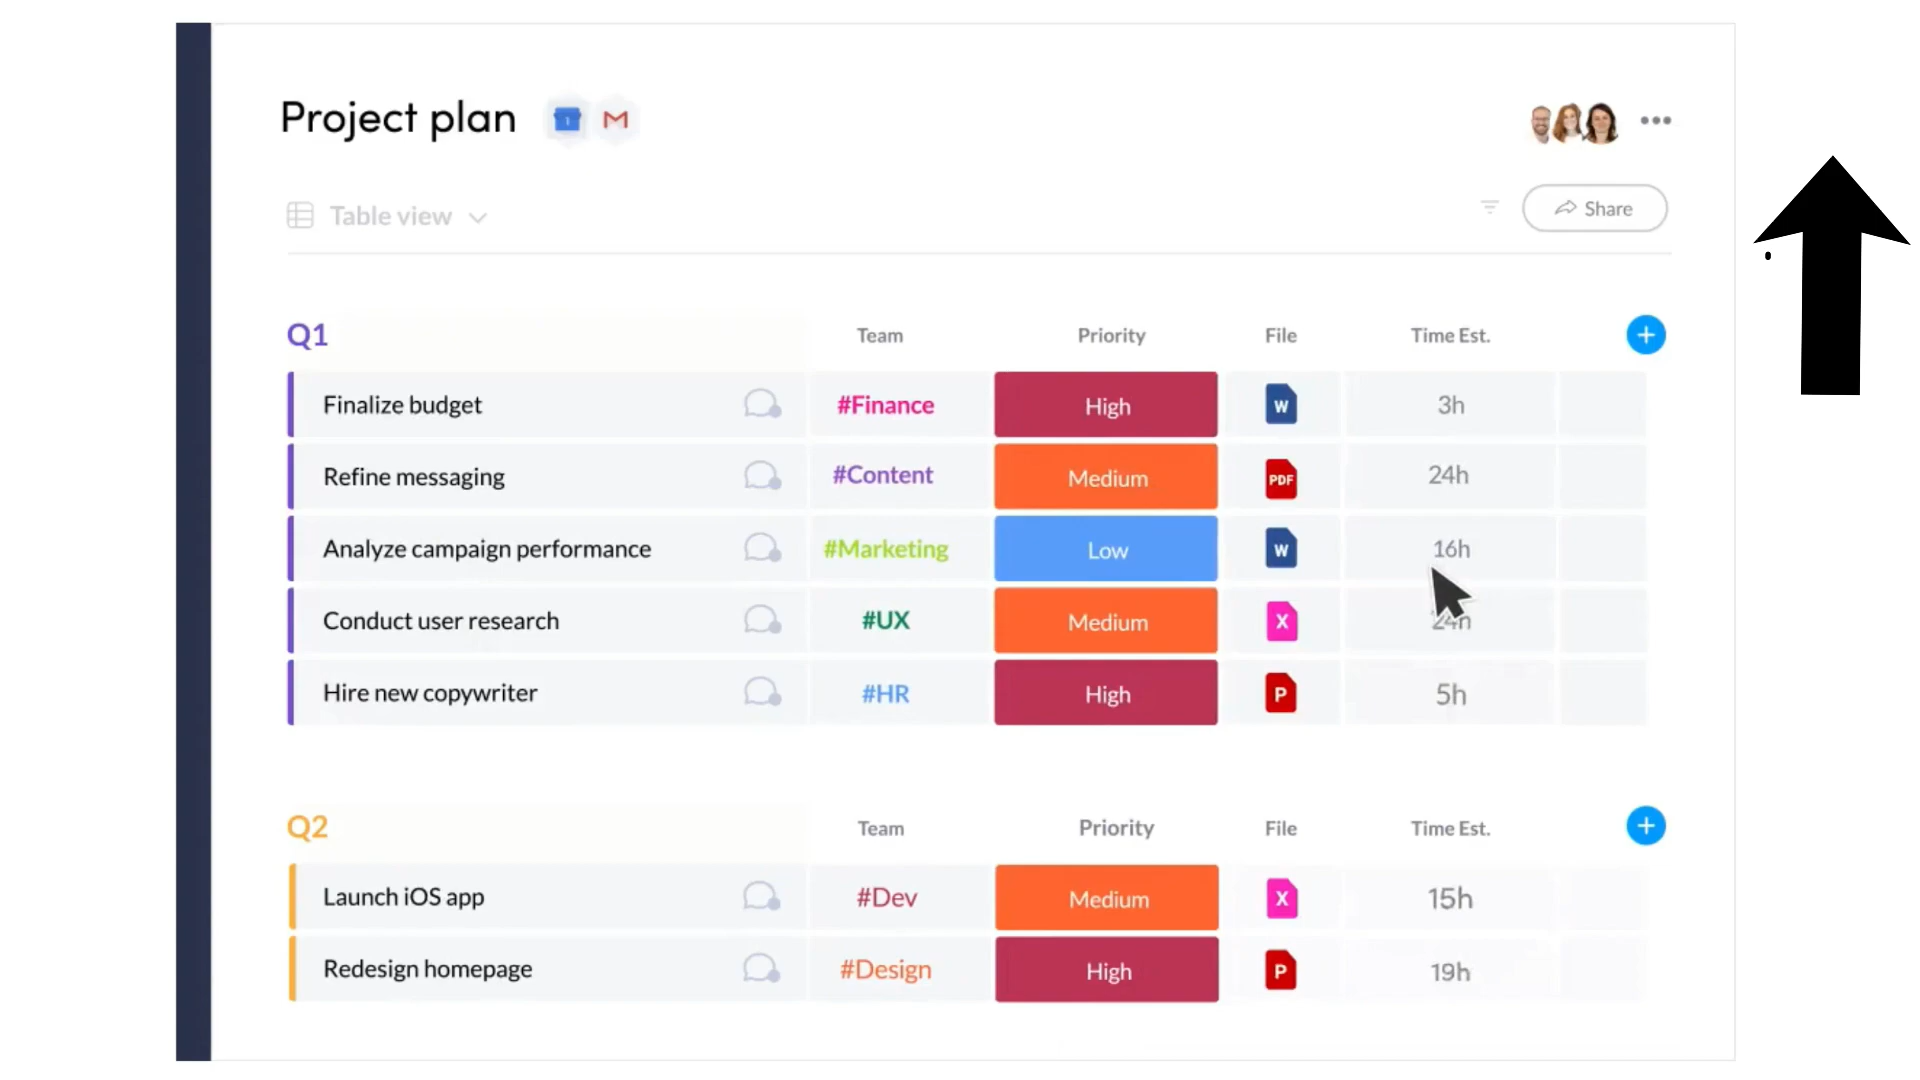 Project plan
Table view
Share
Q1 Team Priority File Time Est.
Finalize budget #Finance High W 3h
Refine messaging #Content Medium PDF 24h
Analyze campaign performance #Marketing Low W 16h
Conduct user research #UX Medium X 24h
Hire new copywriter #HR High P 5h
Q2 Team Priority File Time Est.
Launch iOS app #Dev Medium X 15h
Redesign homepage #Design High P 19h